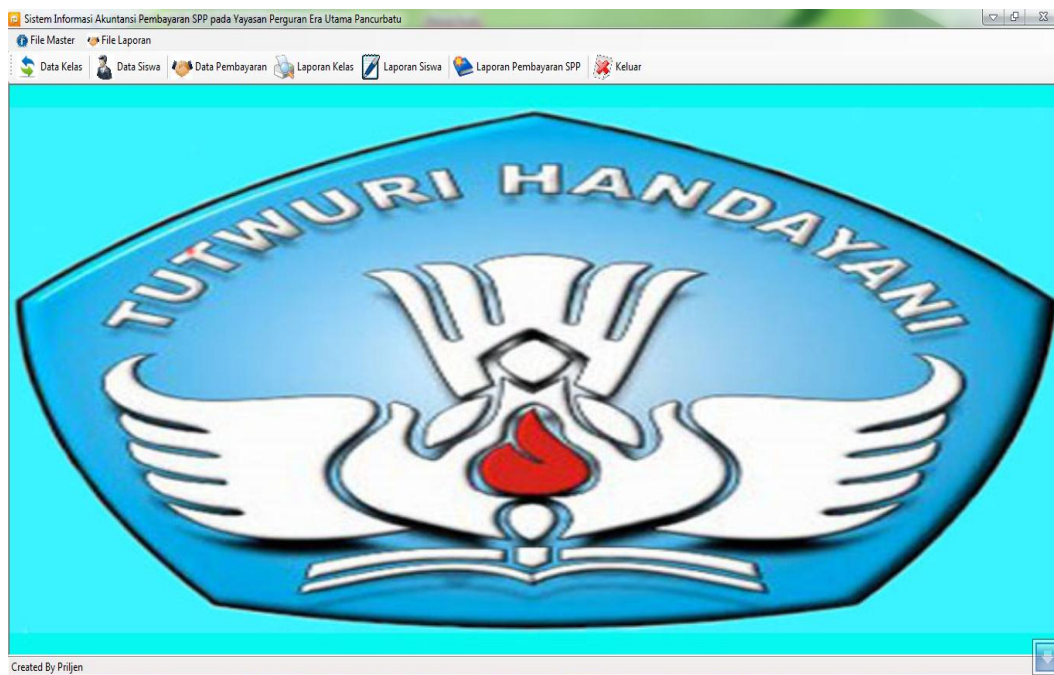 Sistem Informasi Akuntansi Pembayaran SPP pada Yayasan Perguran Era Utama Pancurbatu
File Master File Laporan
Data Kelas Data Siswa Data Pembayaran Laporan Kelas Laporan Siswa Laporan Pembayaran SPP Keluar
TUTWURI HANDAYANI
Created By Priljen